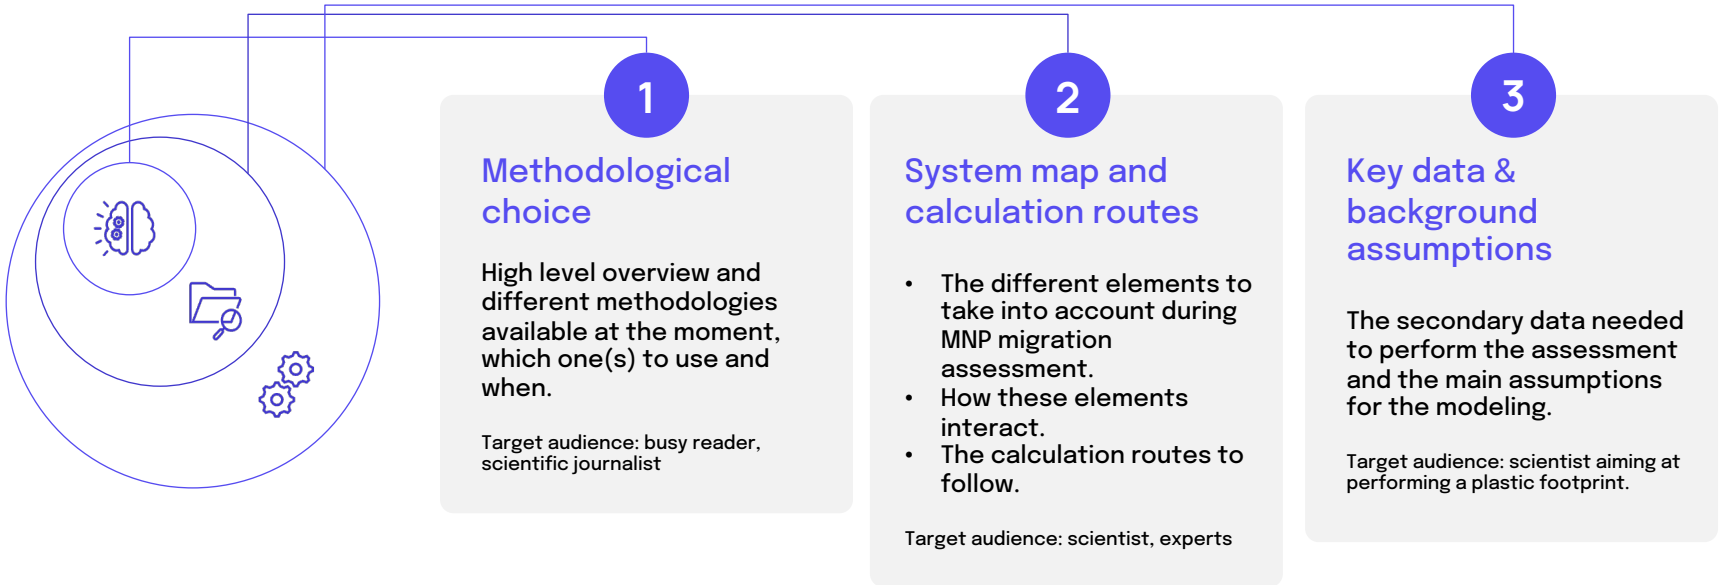 1
Methodological
choice
High level overview and
different methodologies
available at the moment,
which one(s) to use and
when.
Target audience: busy reader,
scientific journalist
2
System map and
calculation routes
• The different elements to
take into account during
MNP migration
assessment.
• How these elements
interact.
• The calculation routes to
follow.
Target audience: scientist, experts
3
Key data &
background
assumptions
The secondary data needed
to perform the assessment
and the main assumptions
for the modeling.
Target audience: scientist aiming at
performing a plastic footprint.